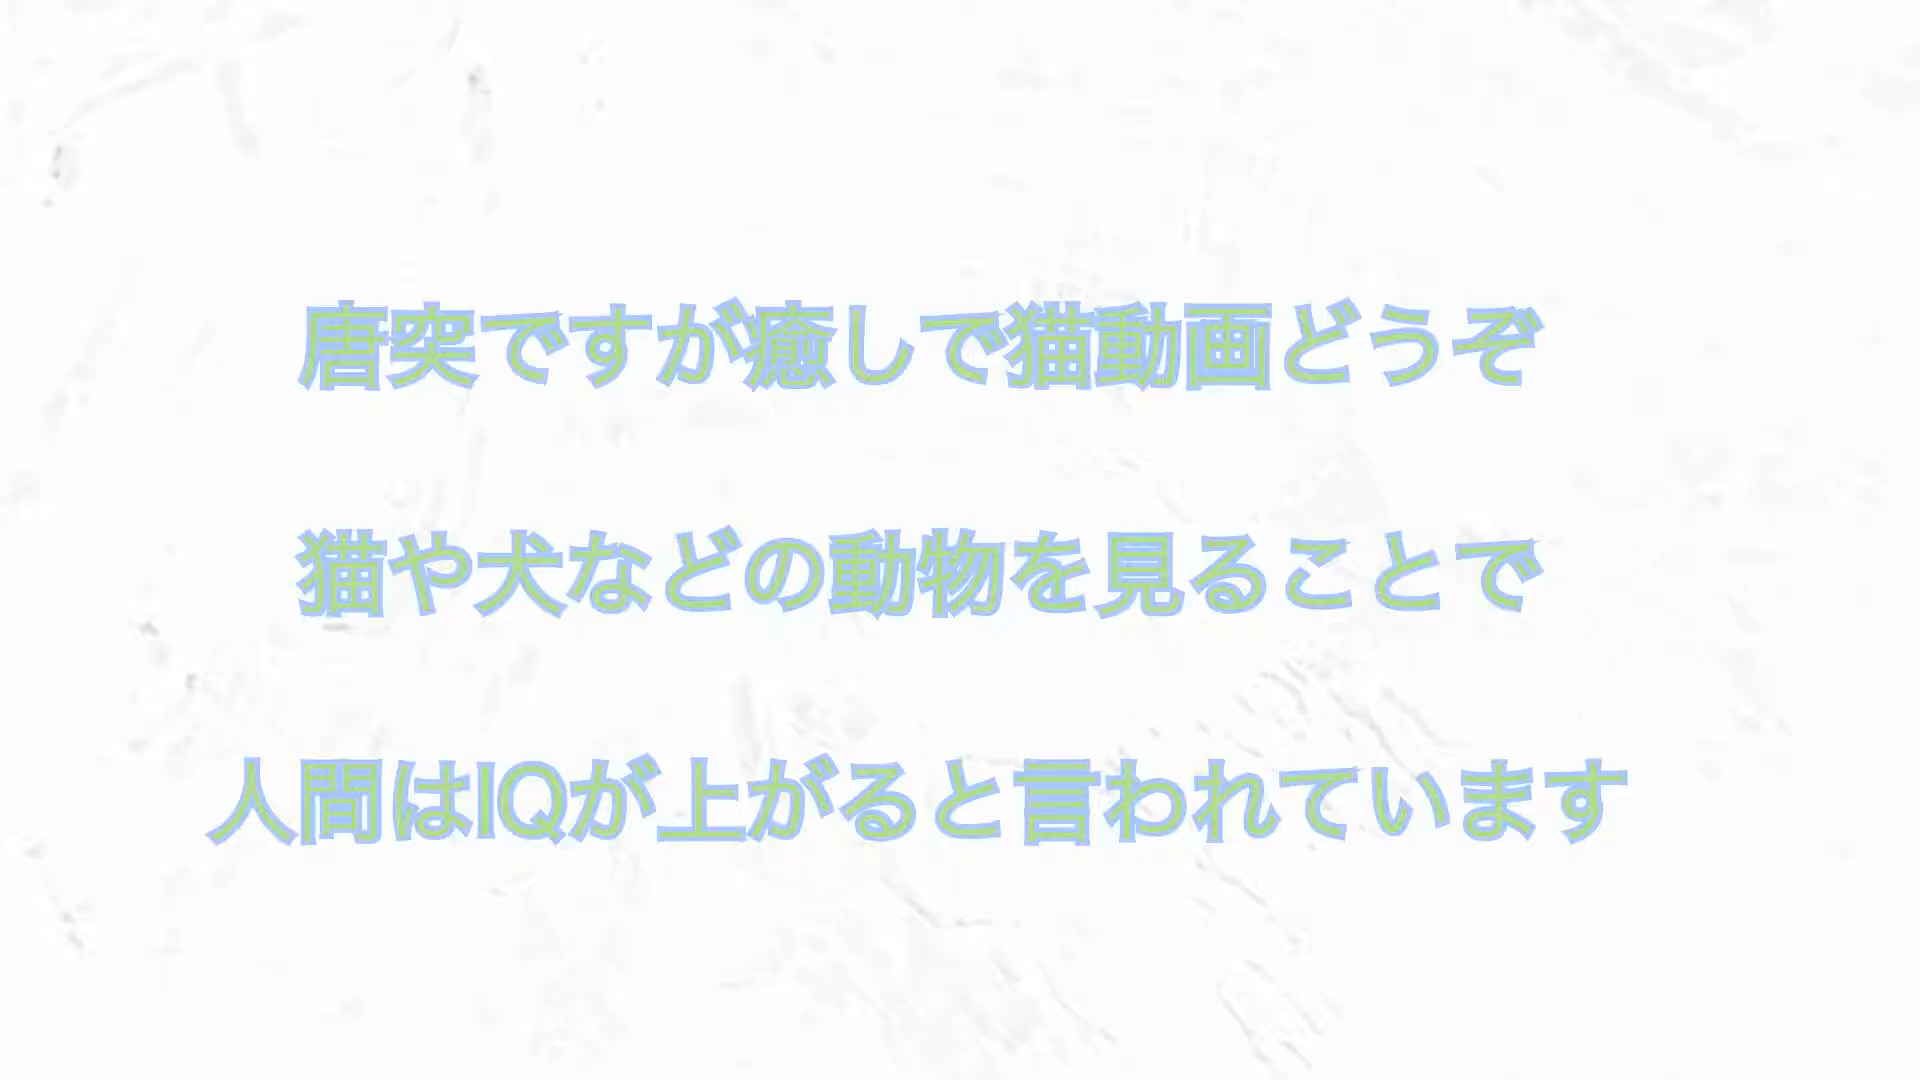 唐突ですが癒しで猫動画どうぞ
猫や犬などの動物を見ることで
人間はIQが上がると言われています